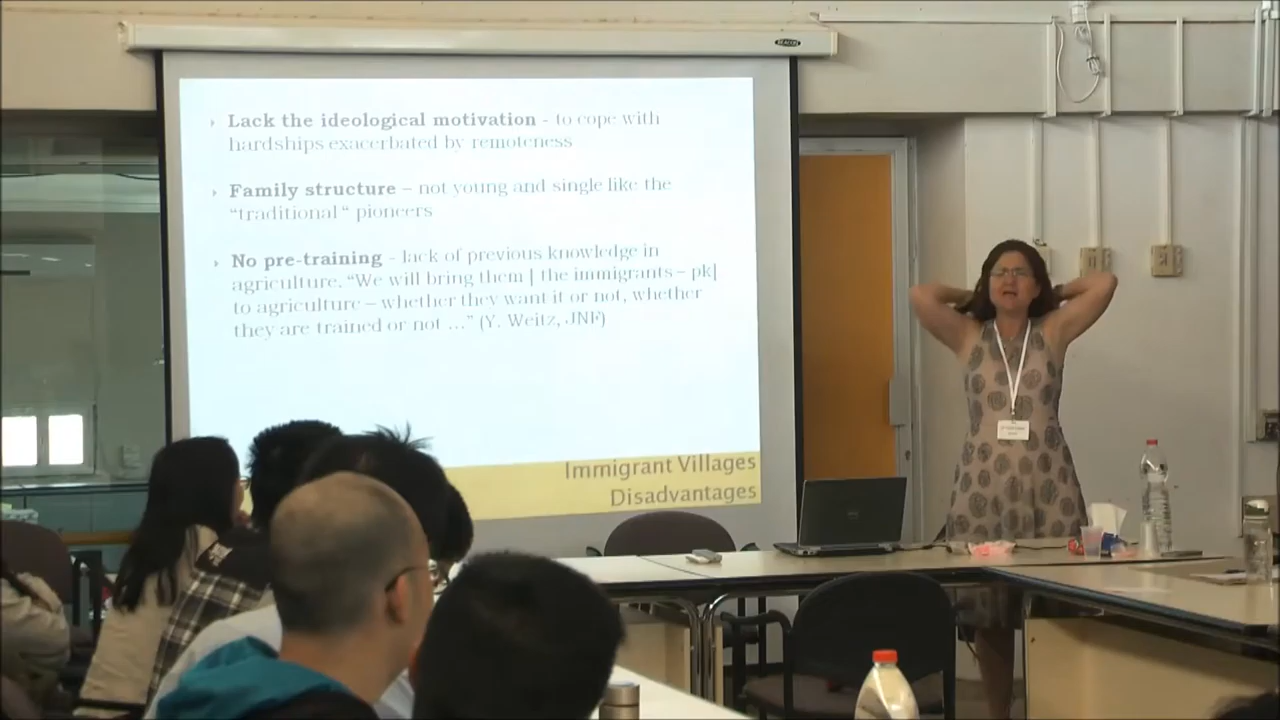 BEACON
Lack the ideological motivation - to cope with
hardships exacerbated by remoteness
Family structure – not young and single like the
"traditional" pioneers
No pre-training - lack of previous knowledge in
agriculture. "We will bring them [ the immigrants – pk]
to agriculture – whether they want it or not, whether
they are trained or not ..." (Y. Weitz, JNF)
Immigrant Villages
Disadvantages